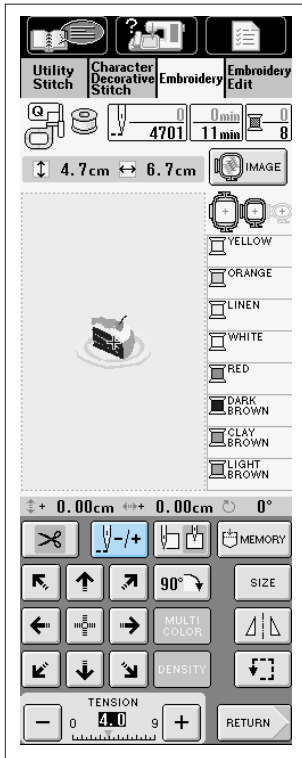 ?
Utility Stitch
Character Decorative Stitch
Embroidery
Embroidery Edit
Q
0
4701
0min
11min
0
8
4.7cm
6.7cm
IMAGE
YELLOW
ORANGE
LINEN
WHITE
RED
DARK BROWN
CLAY BROWN
LIGHT BROWN
+ 0.00cm
+ 0.00cm
0°
-/+
MEMORY
90°
SIZE
MULTI COLOR
DENSITY
TENSION
−
0
4.0
9
+
RETURN